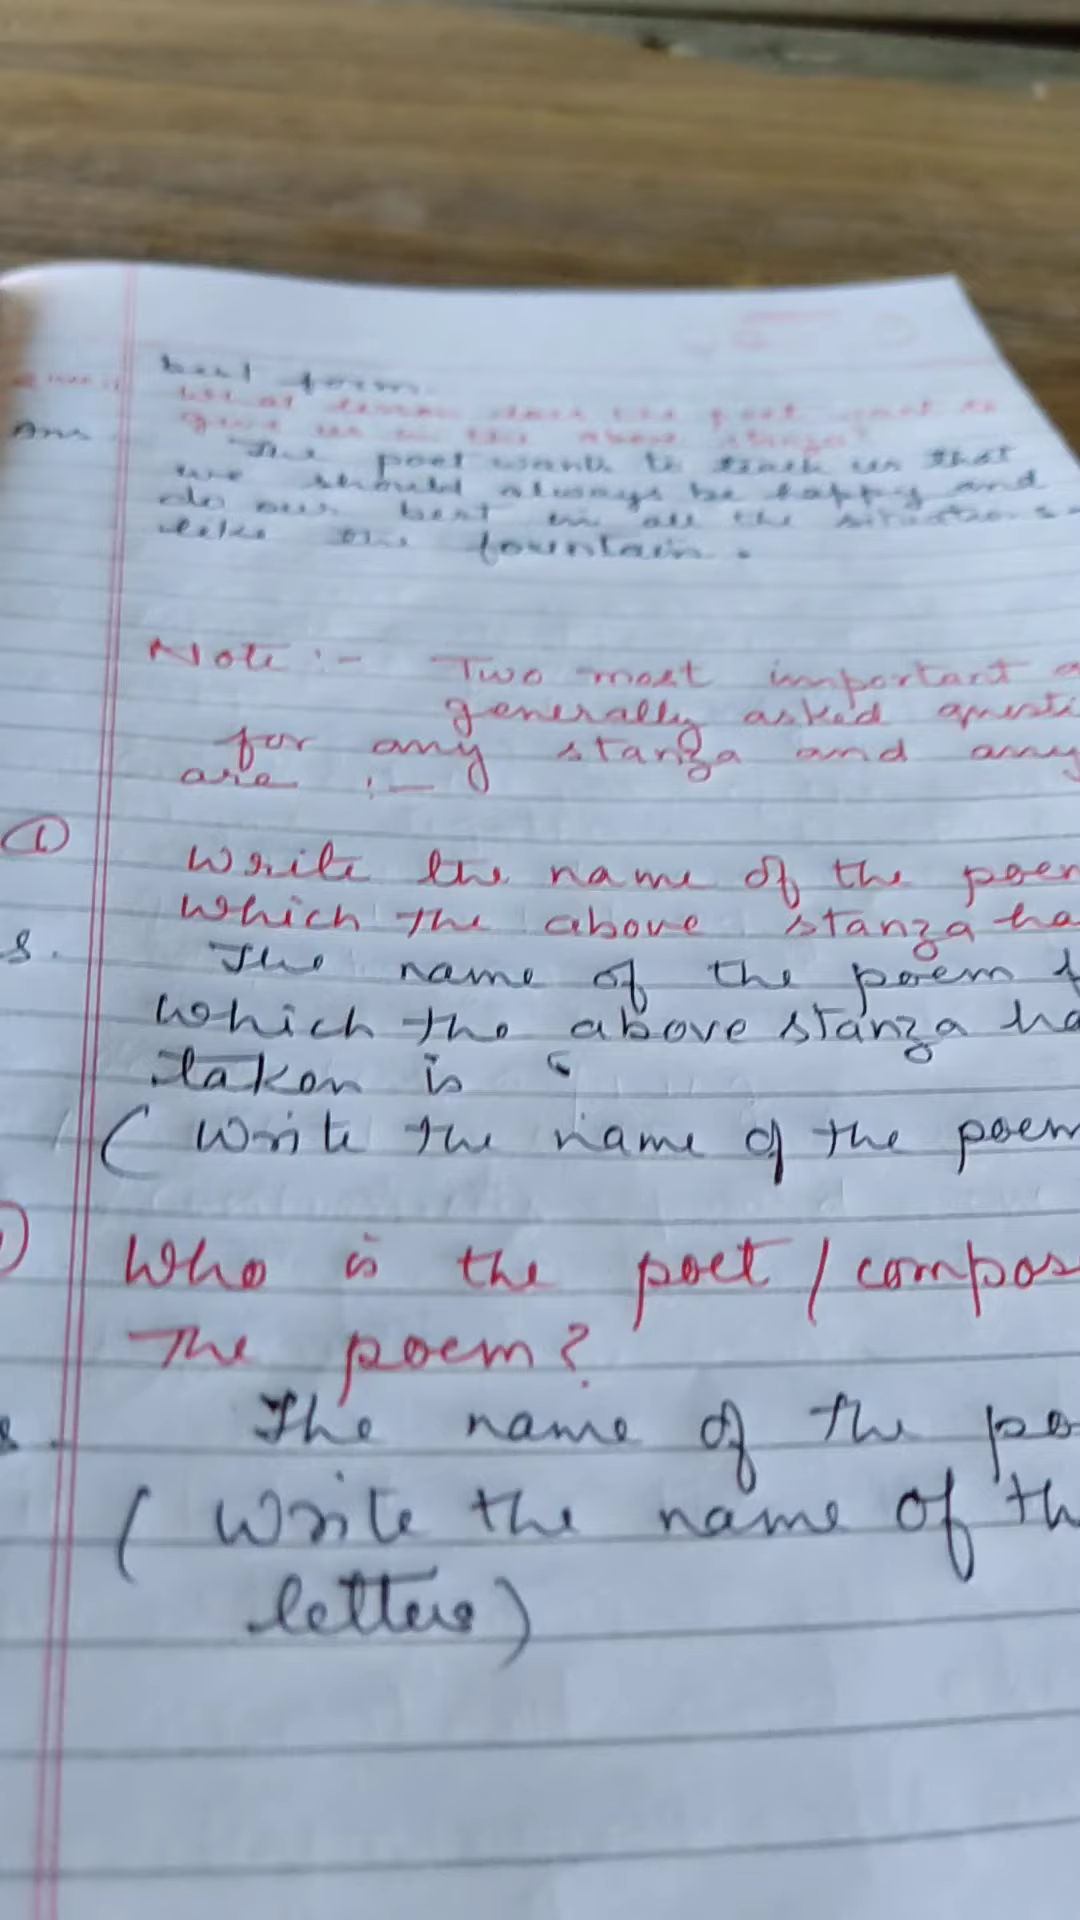 best form.
What lesson does the poet want to
give us in the above stanza?
Ans The poet wants to teach us that
we should always be happy and
do our best in all the situations
like the fountain.
Note :- Two most important
generally asked questi
for any stanza and any
are :-
① Write the name of the poem
which the above stanza ha
s. The name of the poem f
which the above stanza ha
taken is "
( Write the name of the poem
Who is the poet / compos
The poem?
The name of the po
( Write the name of th
letters)